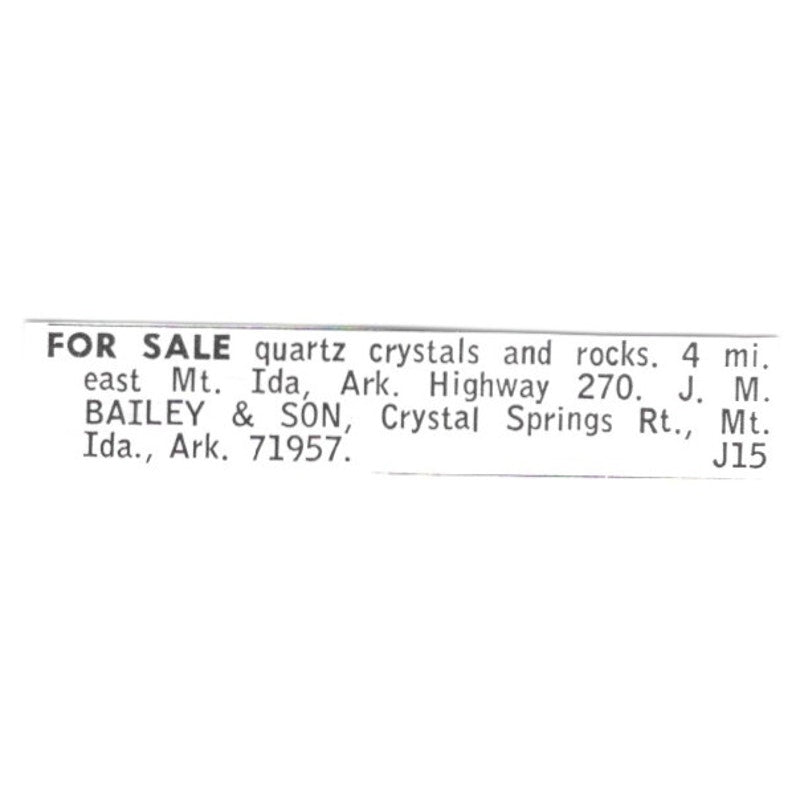 FOR SALE quartz crystals and rocks. 4 mi.
east Mt. Ida, Ark. Highway 270. J. M.
BAILEY & SON, Crystal Springs Rt., Mt.
Ida., Ark. 71957. J15